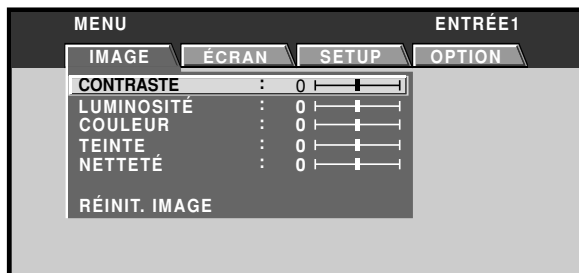 MENU ENTRÉE1
IMAGE ÉCRAN SETUP OPTION
CONTRASTE : 0
LUMINOSITÉ : 0
COULEUR : 0
TEINTE : 0
NETTETÉ : 0
RÉINIT. IMAGE